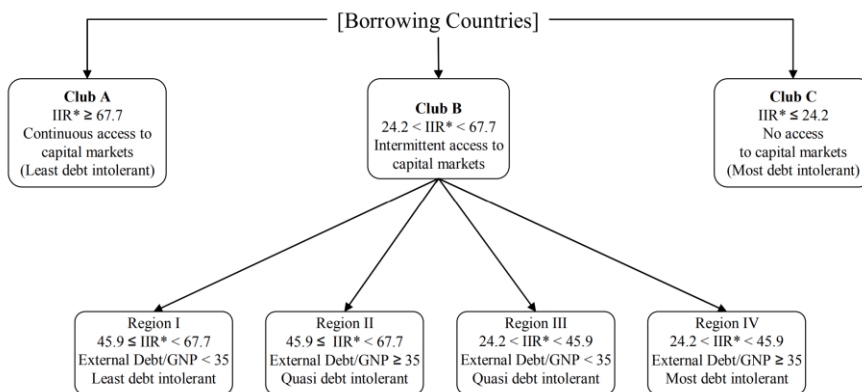 [Borrowing Countries]
Club A
IIR* ≥ 67.7
Continuous access to
capital markets
(Least debt intolerant)
Club B
24.2 < IIR* < 67.7
Intermittent access to
capital markets
Club C
IIR* ≤ 24.2
No access
to capital markets
(Most debt intolerant)
Region I
45.9 ≤ IIR* < 67.7
External Debt/GNP < 35
Least debt intolerant
Region II
45.9 ≤ IIR* < 67.7
External Debt/GNP ≥ 35
Quasi debt intolerant
Region III
24.2 < IIR* < 45.9
External Debt/GNP < 35
Quasi debt intolerant
Region IV
24.2 < IIR* < 45.9
External Debt/GNP ≥ 35
Most debt intolerant